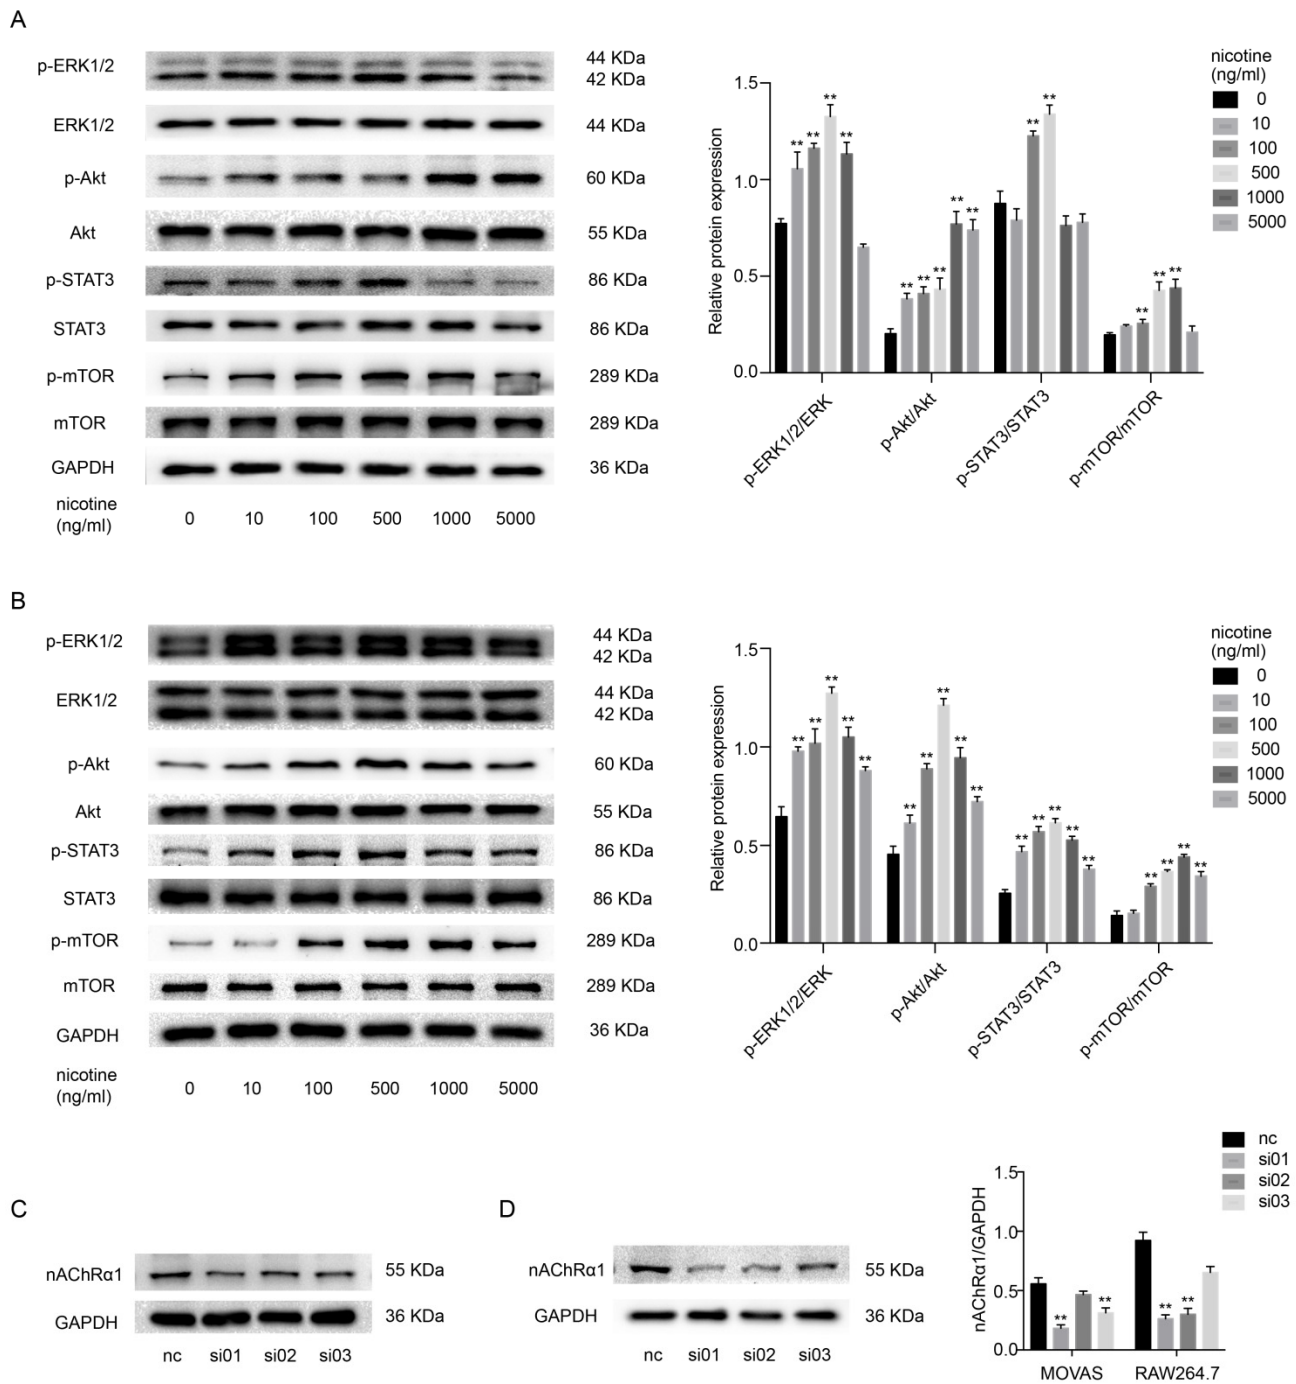 A
p-ERK1/2
44 KDa
42 KDa
ERK1/2
44 KDa
p-Akt
60 KDa
Akt
55 KDa
p-STAT3
86 KDa
STAT3
86 KDa
p-mTOR
289 KDa
mTOR
289 KDa
GAPDH
36 KDa
nicotine
(ng/ml)
0 10 100 500 1000 5000
nicotine
(ng/ml)
0
10
100
500
1000
5000
Relative protein expression
1.5
1.0
0.5
0.0
** ** ** **
** ** ** ** **
** **
** ** **
p-ERK1/2/ERK
p-Akt/Akt
p-STAT3/STAT3
p-mTOR/mTOR
B
p-ERK1/2
44 KDa
42 KDa
ERK1/2
44 KDa
42 KDa
p-Akt
60 KDa
Akt
55 KDa
p-STAT3
86 KDa
STAT3
86 KDa
p-mTOR
289 KDa
mTOR
289 KDa
GAPDH
36 KDa
nicotine
(ng/ml)
0 10 100 500 1000 5000
nicotine
(ng/ml)
0
10
100
500
1000
5000
Relative protein expression
1.5
1.0
0.5
0.0
** ** ** ** **
** ** ** ** **
** ** ** ** **
** ** ** **
p-ERK1/2/ERK
p-Akt/Akt
p-STAT3/STAT3
p-mTOR/mTOR
C
nAChRα1
55 KDa
GAPDH
36 KDa
nc si01 si02 si03
D
nAChRα1
55 KDa
GAPDH
36 KDa
nc si01 si02 si03
nc
si01
si02
si03
nAChRα1/GAPDH
1.5
1.0
0.5
0.0
** **
** **
MOVAS RAW264.7